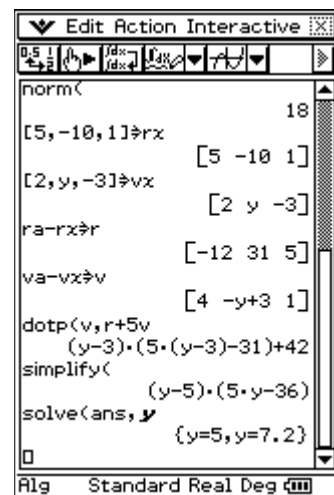 Edit Action Interactive
norm(
18
[5,-10,1]⇒rx
[5 -10 1]
[2,y,-3]⇒vx
[2 y -3]
ra-rx⇒r
[-12 31 5]
va-vx⇒v
[4 -y+3 1]
dotp(v,r+5v
(y-3)·(5·(y-3)-31)+42
simplify(
(y-5)·(5·y-36)
solve(ans,y
{y=5,y=7.2}
Alg Standard Real Deg